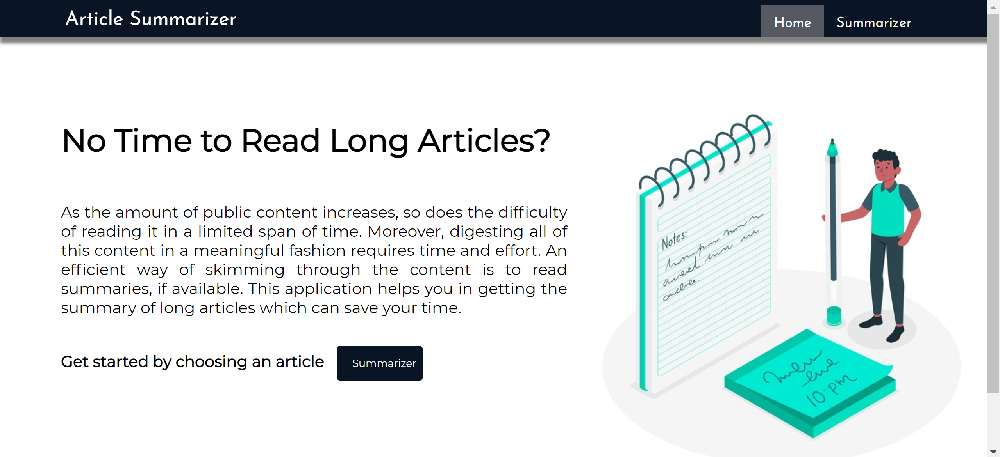 Article Summarizer
Home
Summarizer
No Time to Read Long Articles?
As the amount of public content increases, so does the difficulty
of reading it in a limited span of time. Moreover, digesting all of
this content in a meaningful fashion requires time and effort. An
efficient way of skimming through the content is to read
summaries, if available. This application helps you in getting the
summary of long articles which can save your time.
Get started by choosing an article
Summarizer
Notes:
10:pm